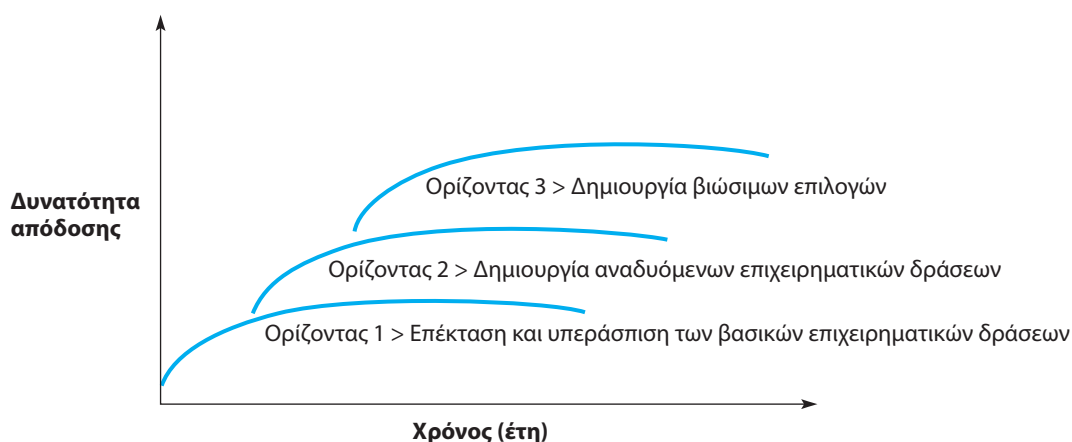 Δυνατότητα
απόδοσης
Ορίζοντας 3 > Δημιουργία βιώσιμων επιλογών
Ορίζοντας 2 > Δημιουργία αναδυόμενων επιχειρηματικών δράσεων
Ορίζοντας 1 > Επέκταση και υπεράσπιση των βασικών επιχειρηματικών δράσεων
Χρόνος (έτη)